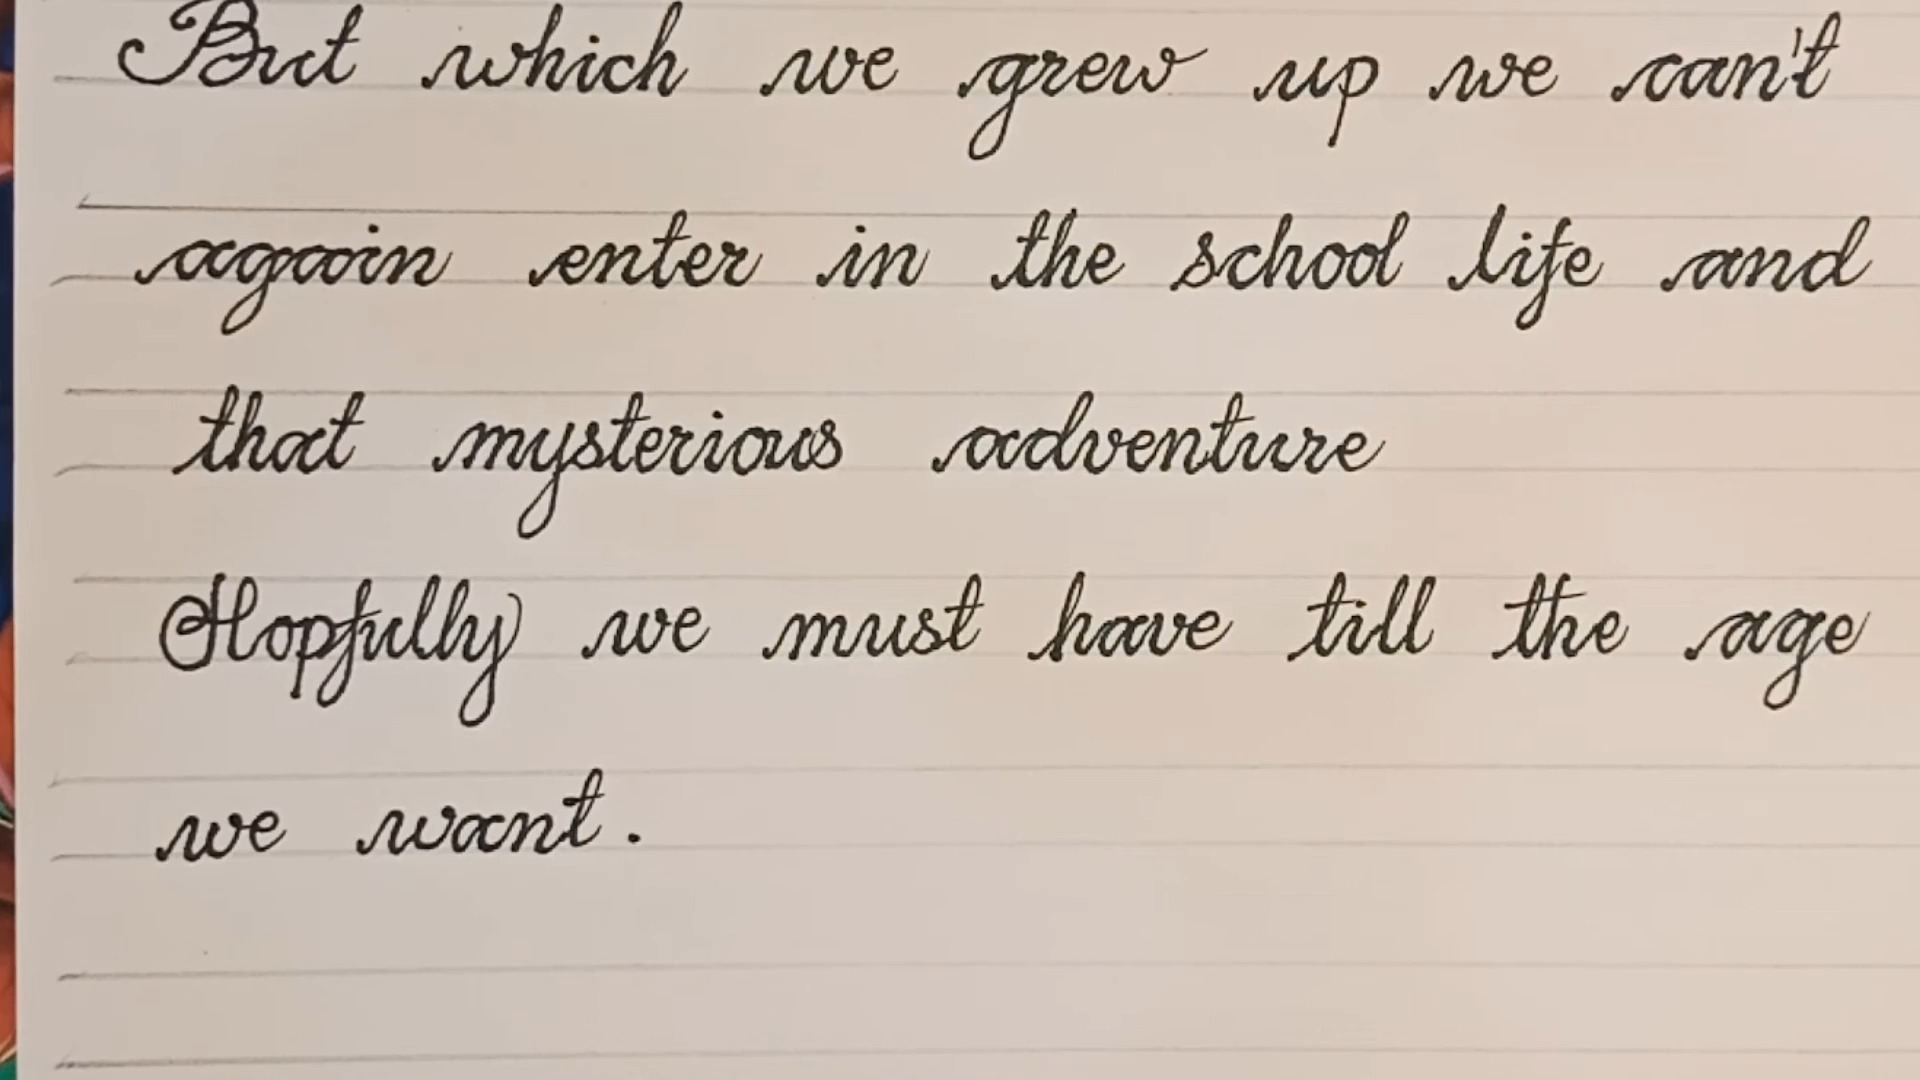 But which we grew up we can't
again enter in the school life and
that mysterious adventure
Hopfully we must have till the age
we want.